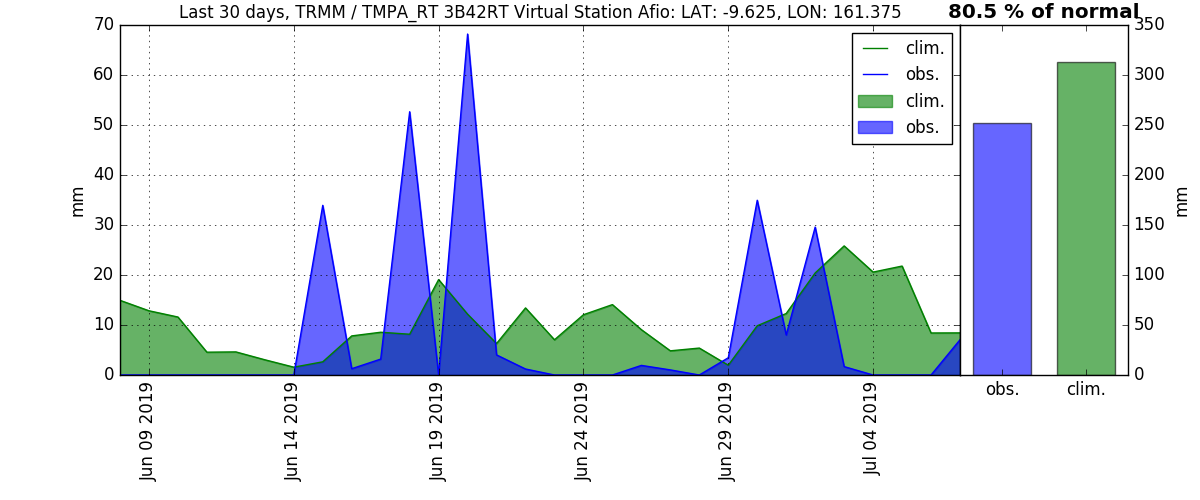 Last 30 days, TRMM / TMPA_RT 3B42RT Virtual Station Afio: LAT: -9.625, LON: 161.375
80.5 % of normal
70
60
50
40
30
20
10
0
mm
clim.
obs.
clim.
obs.
Jun 09 2019
Jun 14 2019
Jun 19 2019
Jun 24 2019
Jun 29 2019
Jul 04 2019
350
300
250
200
150
100
50
0
mm
obs.
clim.